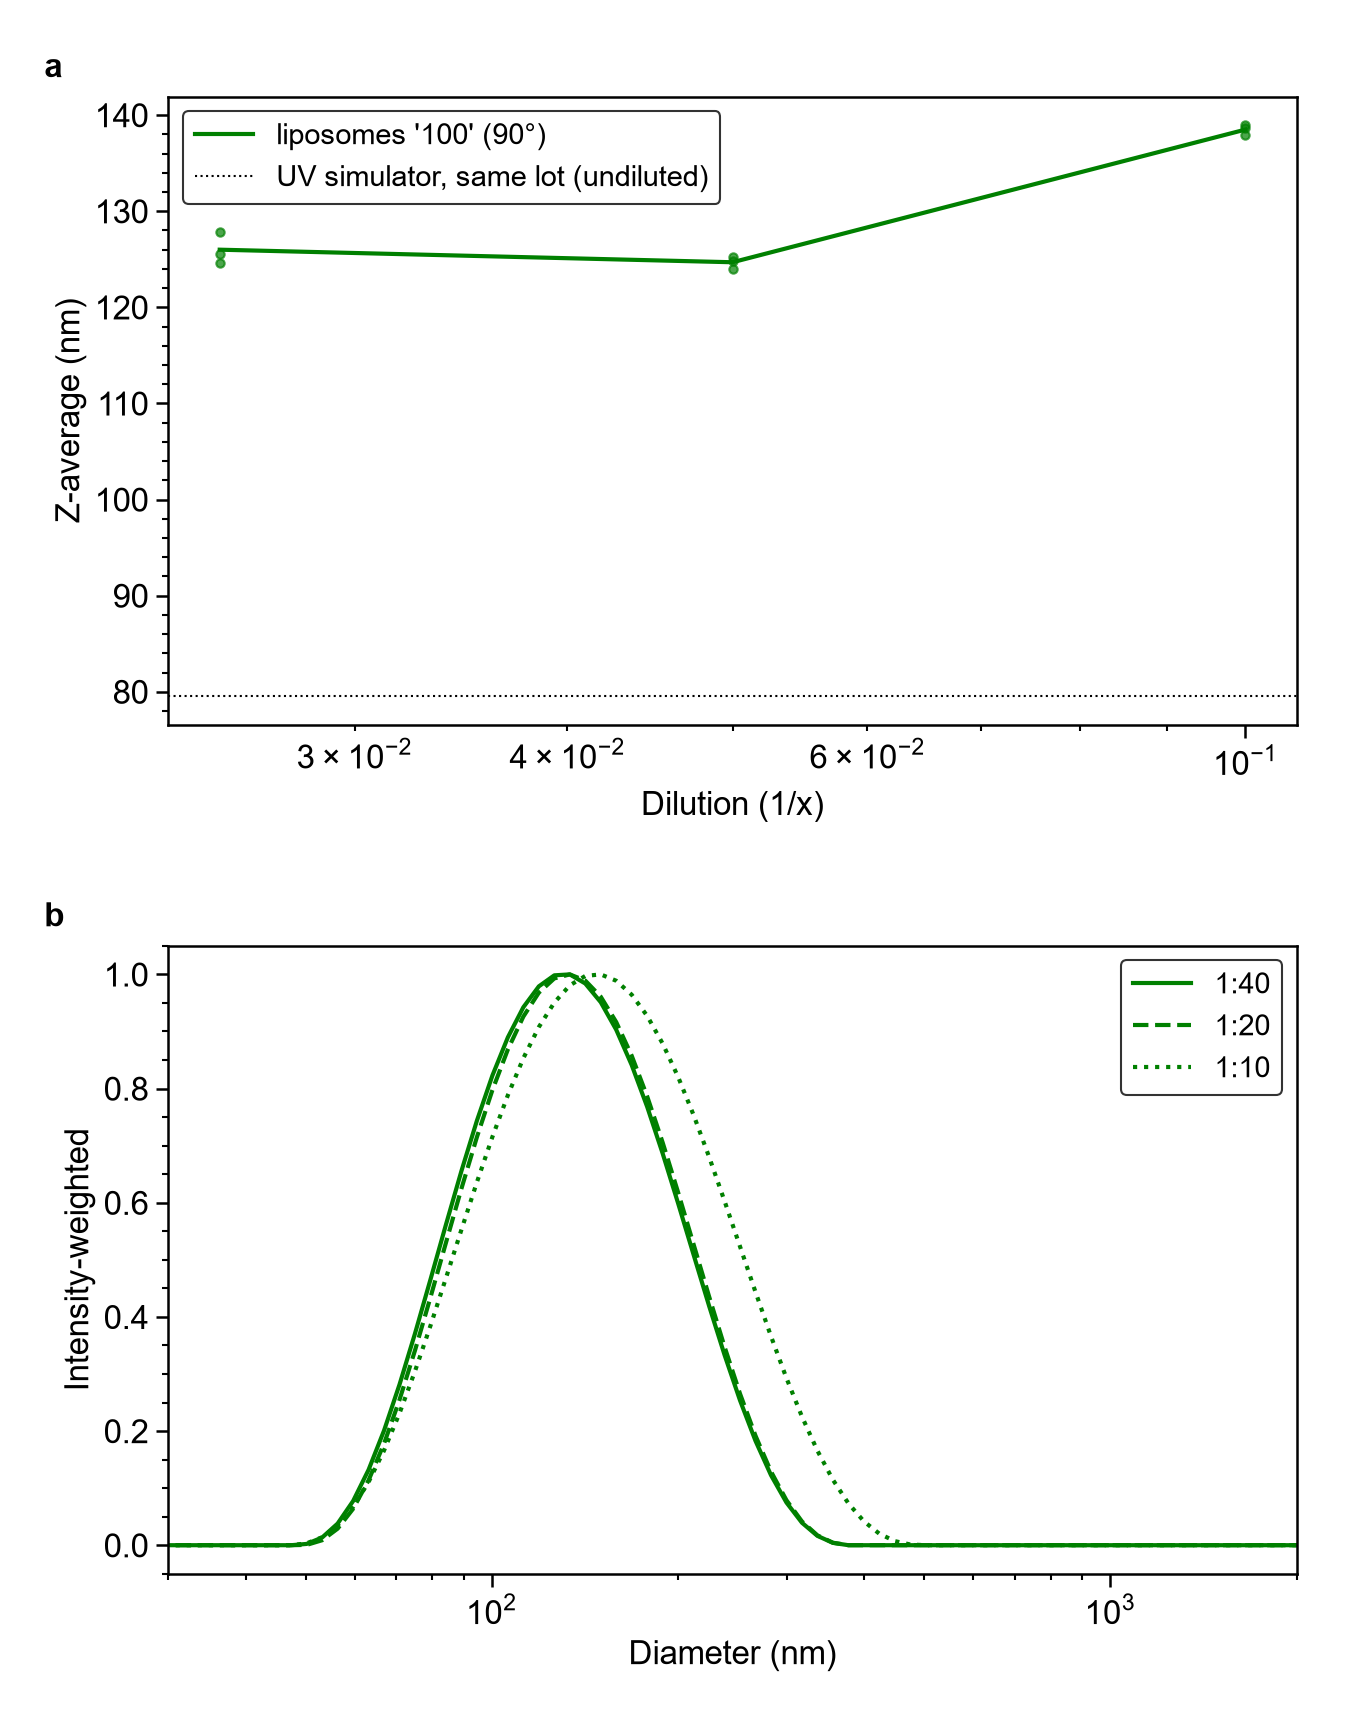 a
140
130
120
110
100
90
80
Z-average (nm)
liposomes '100' (90°)
UV simulator, same lot (undiluted)
3 × 10⁻²
4 × 10⁻²
6 × 10⁻²
10⁻¹
Dilution (1/x)
b
1.0
0.8
0.6
0.4
0.2
0.0
Intensity-weighted
1:40
1:20
1:10
10²
10³
Diameter (nm)